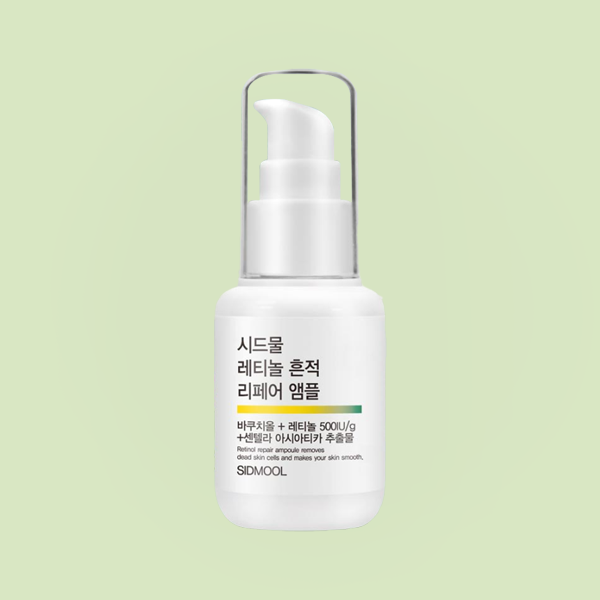 시드물
레티놀 흔적
리페어 앰플
바쿠치올 + 레티놀 500IU/g
+센텔라 아시아티카 추출물
Retinol repair ampoule removes
dead skin cells and makes your skin smooth.
SIDMOOL